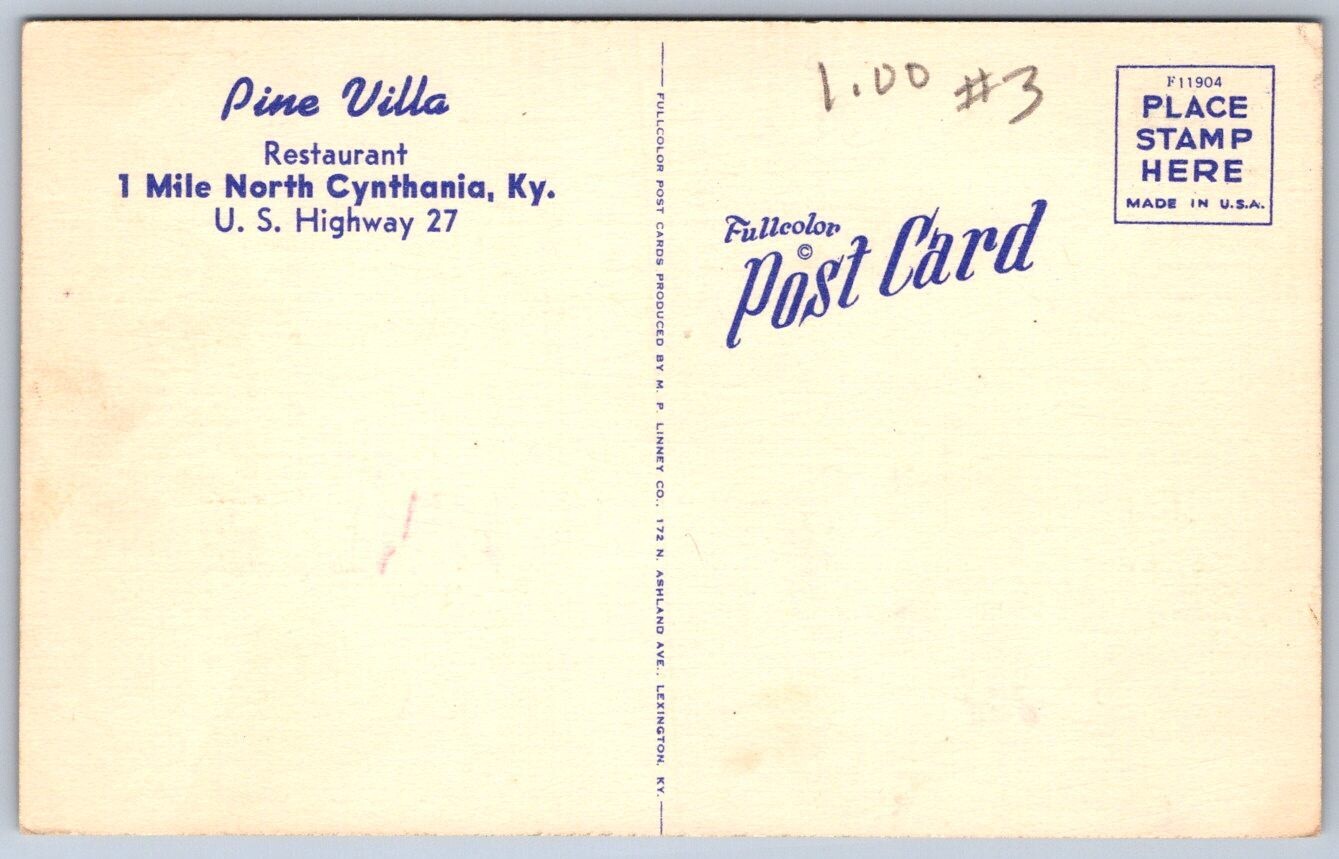 Pine Villa
Restaurant
1 Mile North Cynthania, Ky.
U. S. Highway 27
FULLCOLOR POST CARDS PRODUCED BY M. P. LINNEY CO., 172 N. ASHLAND AVE., LEXINGTON, KY.
1.00 #3
F11904
PLACE
STAMP
HERE
MADE IN U.S.A.
Fullcolor
©
Post Card